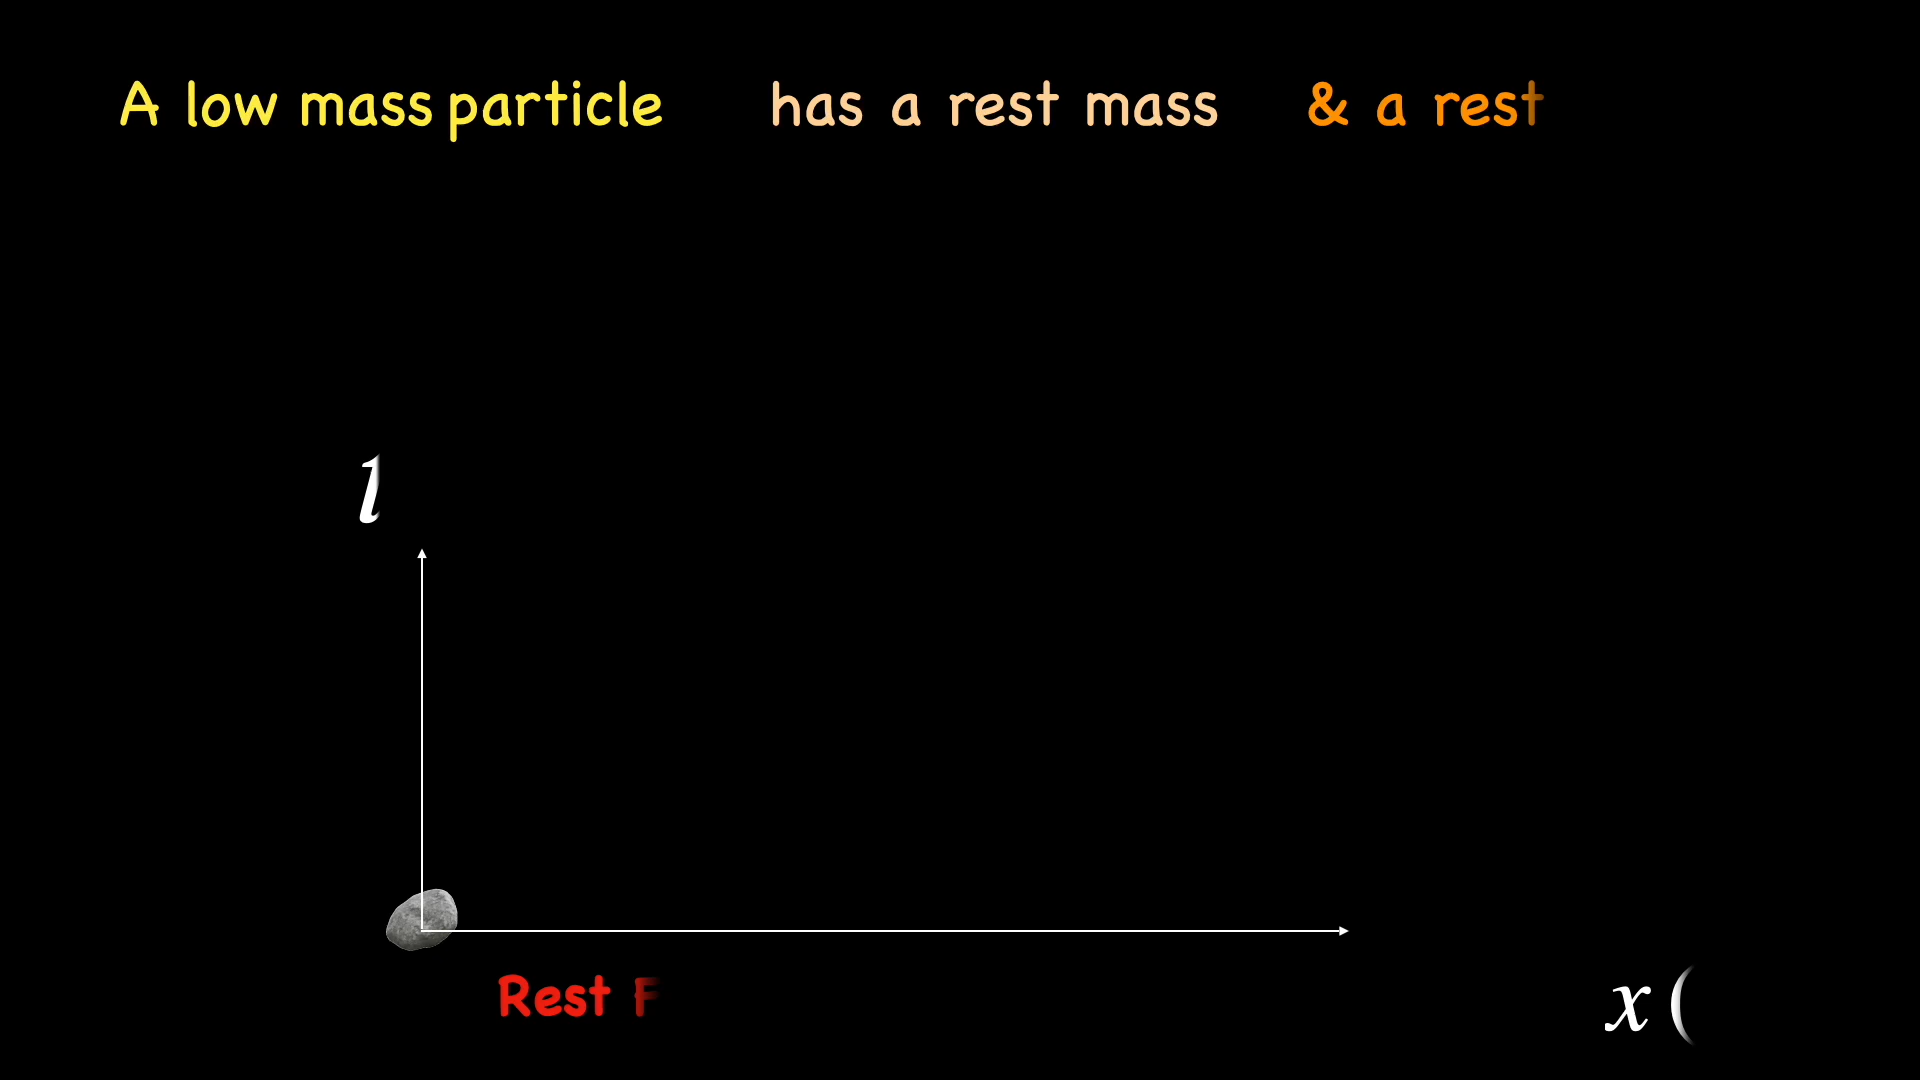 A low mass particle has a rest mass & a rest
l
Rest F
x (